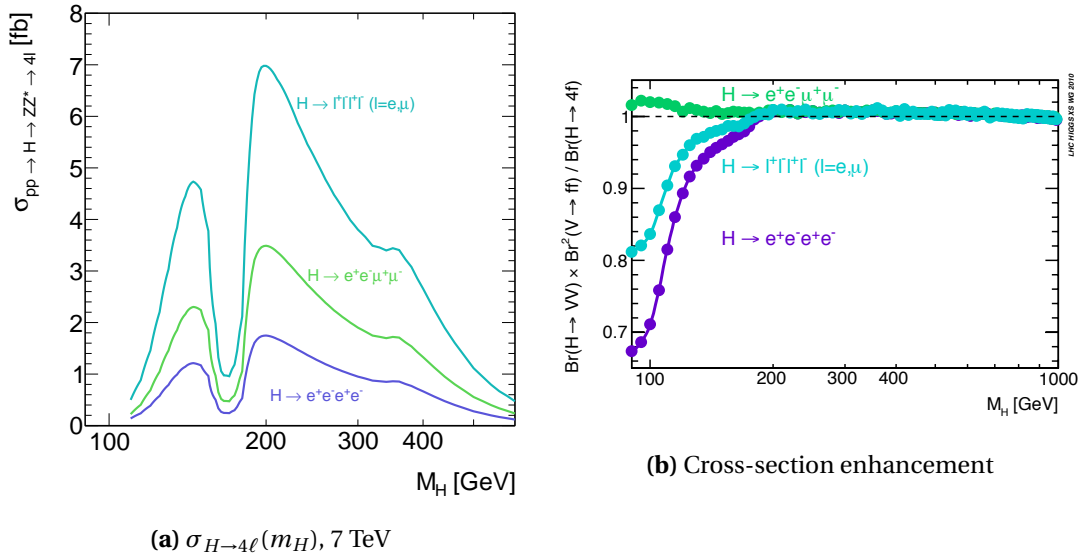 8
7
6
5
4
3
2
1
0
σ pp → H → ZZ* → 4l [fb]
H → l⁺l⁻l⁺l⁻ (l=e,μ)
H → e⁺e⁻μ⁺μ⁻
H → e⁺e⁻e⁺e⁻
100 200 300 400
M_H [GeV]
(a) σ_{H→4ℓ}(m_H), 7 TeV
Br(H → VV) × Br²(V → ff) / Br(H → 4f)
1
0.9
0.8
0.7
H → e⁺e⁻μ⁺μ⁻
H → l⁺l⁻l⁺l⁻ (l=e,μ)
H → e⁺e⁻e⁺e⁻
LHC HIGGS XS WG 2010
100 200 300 400 1000
M_H [GeV]
(b) Cross-section enhancement